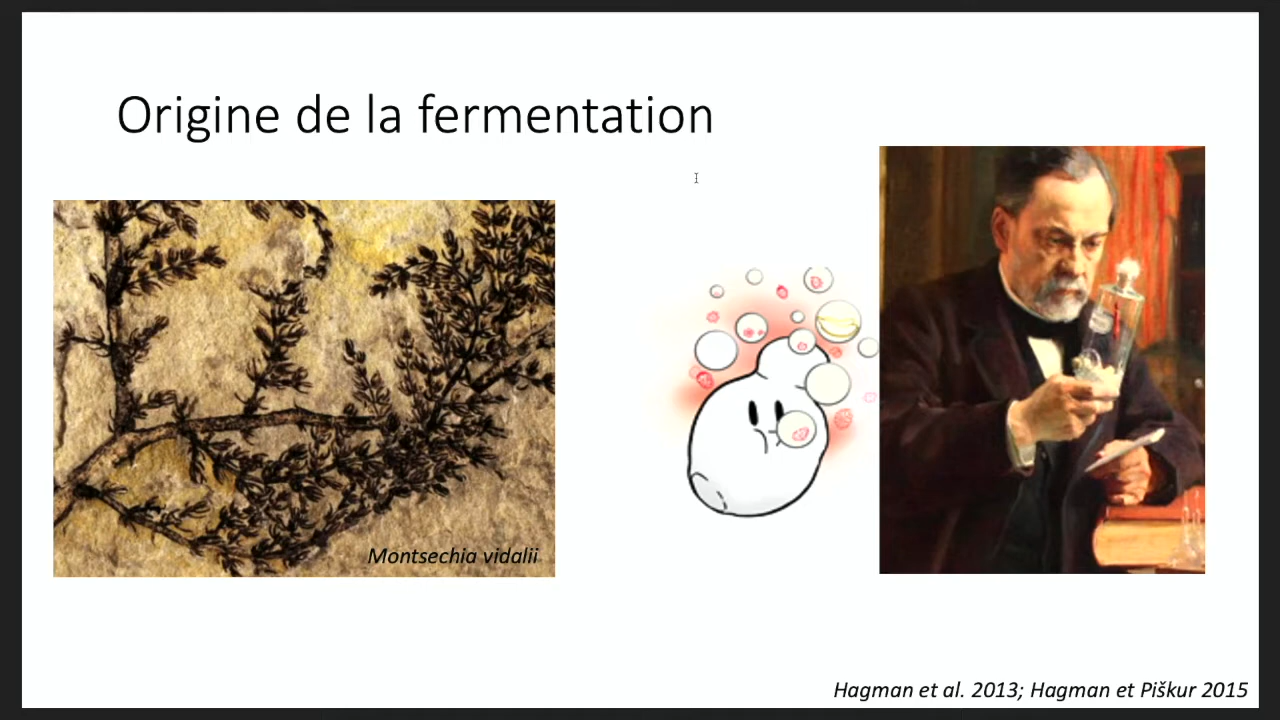 Origine de la fermentation
Montsechia vidalii
Hagman et al. 2013; Hagman et Piškur 2015